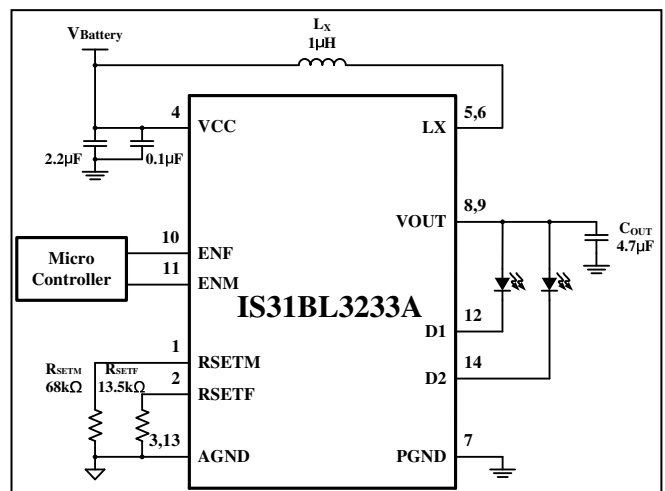 VBattery
LX
1µH
4
VCC
LX
5,6
2.2µF
0.1µF
VOUT
8,9
COUT
4.7µF
Micro
Controller
10
ENF
11
ENM
IS31BL3233A
12
D1
14
D2
RSETM
68kΩ
RSETF
13.5kΩ
1
RSETM
2
RSETF
3,13
AGND
PGND
7